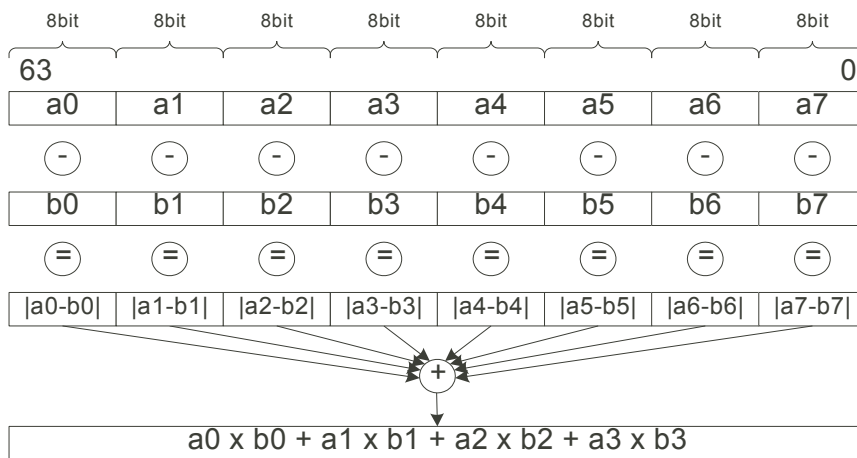 8bit 8bit 8bit 8bit 8bit 8bit 8bit 8bit
63 0
a0 a1 a2 a3 a4 a5 a6 a7
- - - - - - - -
b0 b1 b2 b3 b4 b5 b6 b7
= = = = = = = =
|a0-b0| |a1-b1| |a2-b2| |a3-b3| |a4-b4| |a5-b5| |a6-b6| |a7-b7|
+
a0 x b0 + a1 x b1 + a2 x b2 + a3 x b3